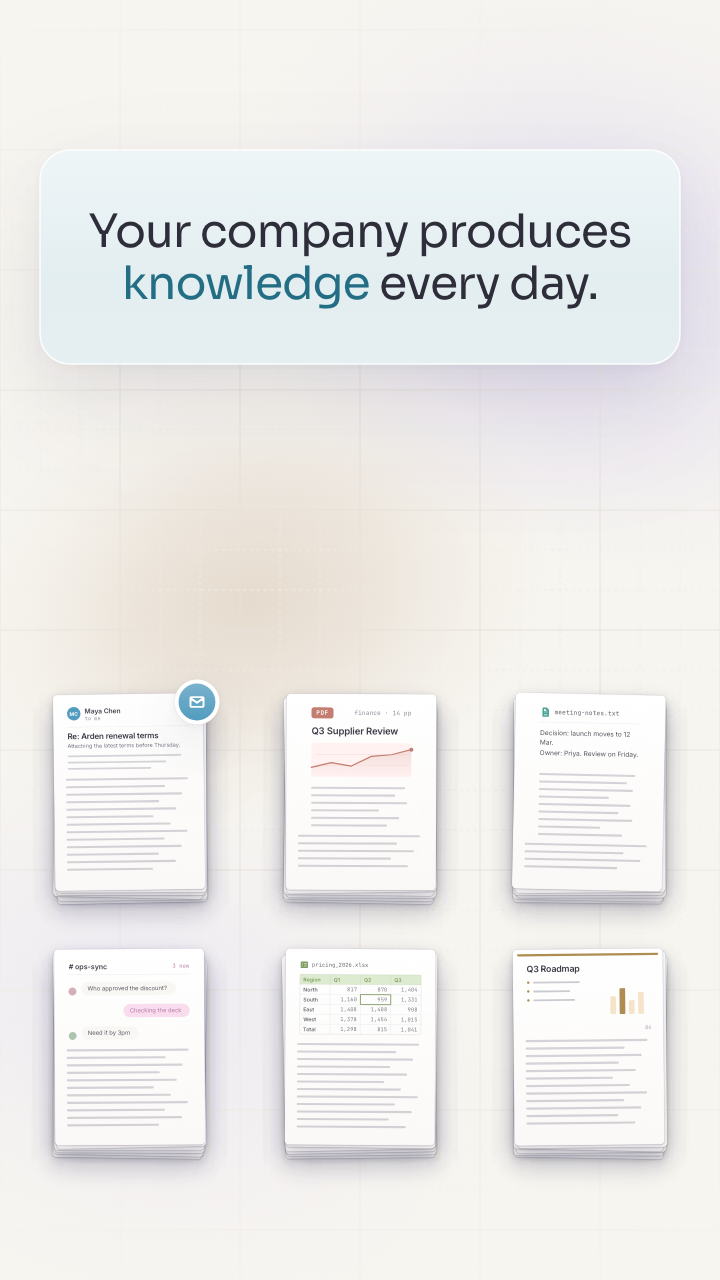 Your company produces
knowledge every day.
MC
Maya Chen
to me
Re: Arden renewal terms
Attaching the latest terms before Thursday.
PDF
finance · 14 pp
Q3 Supplier Review
meeting-notes.txt
Decision: launch moves to 12
Mar.
Owner: Priya. Review on Friday.
# ops-sync
3 new
Who approved the discount?
Checking the deck
Need it by 3pm
pricing_2026.xlsx
Region Q1 Q2 Q3
North 817 870 1,404
South 1,160 959 1,331
East 1,408 1,408 908
West 1,378 1,454 1,015
Total 1,298 815 1,041
Q3 Roadmap